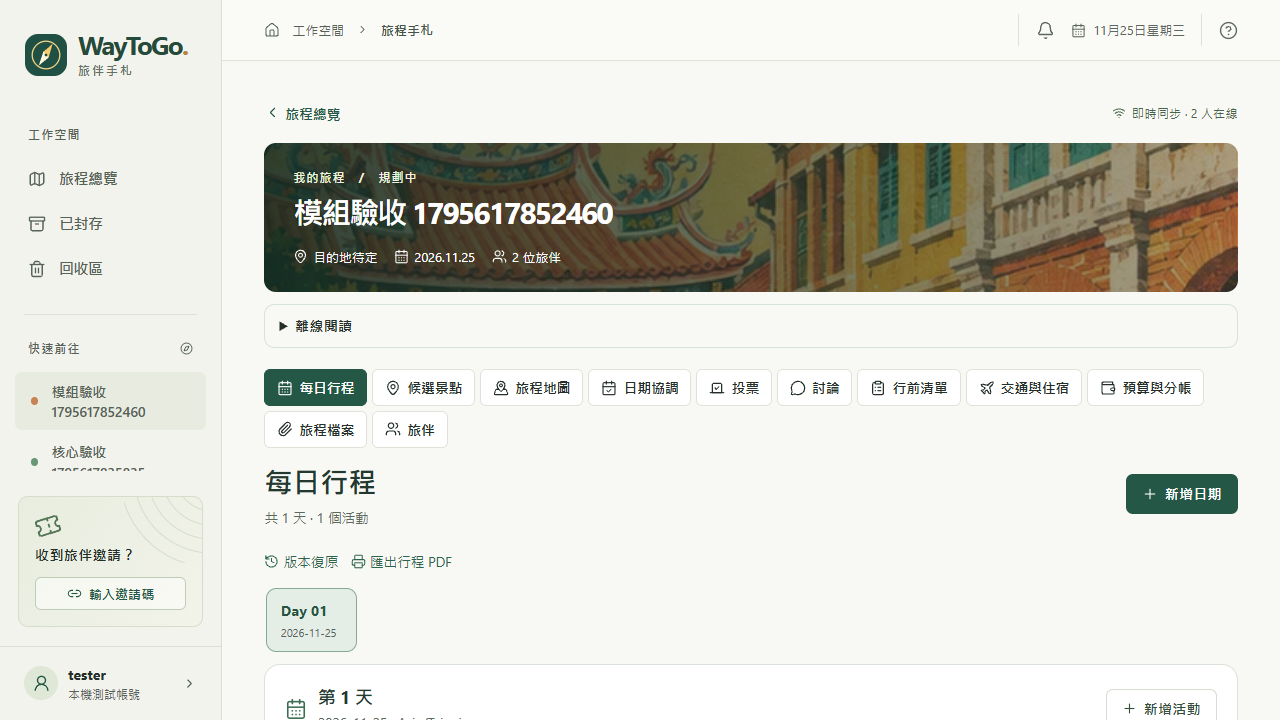 WayToGo.
旅伴手札
工作空間
旅程總覽
已封存
回收區
快速前往
模組驗收
1795617852460
核心驗收
收到旅伴邀請？
輸入邀請碼
tester
本機測試帳號
工作空間 > 旅程手札
11月25日星期三
旅程總覽
即時同步 · 2 人在線
我的旅程 / 規劃中
模組驗收 1795617852460
目的地待定 2026.11.25 2 位旅伴
離線閱讀
每日行程 候選景點 旅程地圖 日期協調 投票 討論 行前清單 交通與住宿 預算與分帳
旅程檔案 旅伴
每日行程
新增日期
共 1 天 · 1 個活動
版本復原 匯出行程 PDF
Day 01
2026-11-25
第 1 天
新增活動